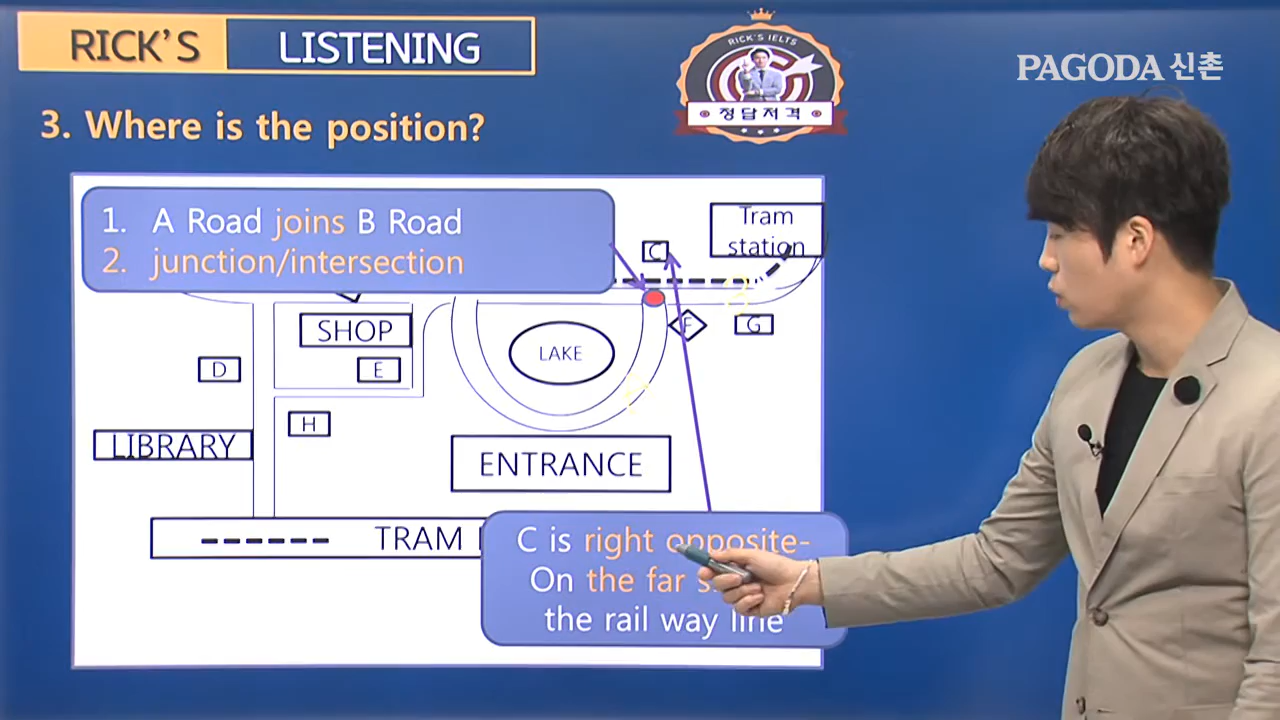 RICK'S LISTENING
RICK'S IELTS
정답저격
PAGODA 신촌
3. Where is the position?
1. A Road joins B Road
2. junction/intersection
Tram
station
C
SHOP
F
G
LAKE
D
E
H
LIBRARY
ENTRANCE
TRAM
C is right opposite-
On the far
the rail way line